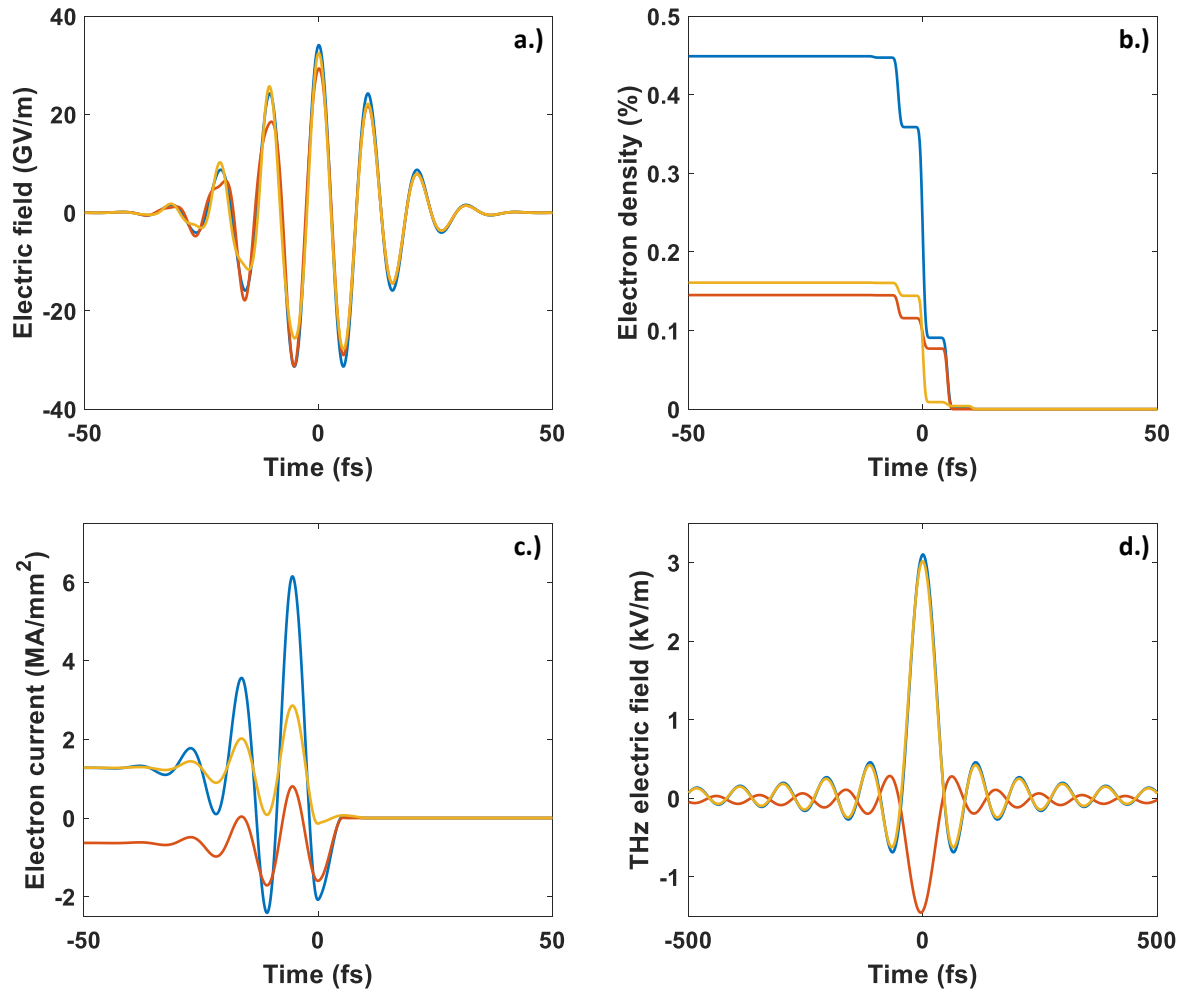 a.)
40
20
0
-20
-40
Electric field (GV/m)
-50
0
50
Time (fs)
b.)
0.5
0.4
0.3
0.2
0.1
0
Electron density (%)
-50
0
50
Time (fs)
c.)
6
4
2
0
-2
Electron current (MA/mm²)
-50
0
50
Time (fs)
d.)
3
2
1
0
-1
THz electric field (kV/m)
-500
0
500
Time (fs)